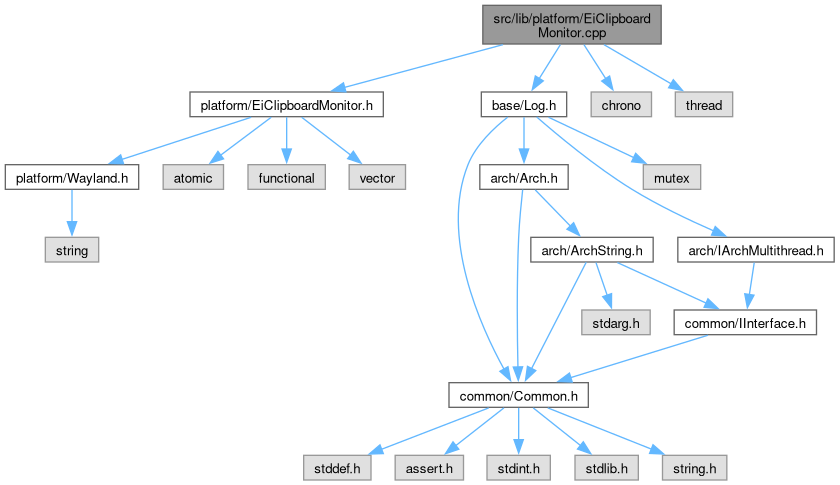 src/lib/platform/EiClipboard
Monitor.cpp
platform/EiClipboardMonitor.h
base/Log.h
chrono
thread
platform/Wayland.h
atomic
functional
vector
arch/Arch.h
mutex
string
arch/ArchString.h
arch/IArchMultithread.h
stdarg.h
common/IInterface.h
common/Common.h
stddef.h
assert.h
stdint.h
stdlib.h
string.h